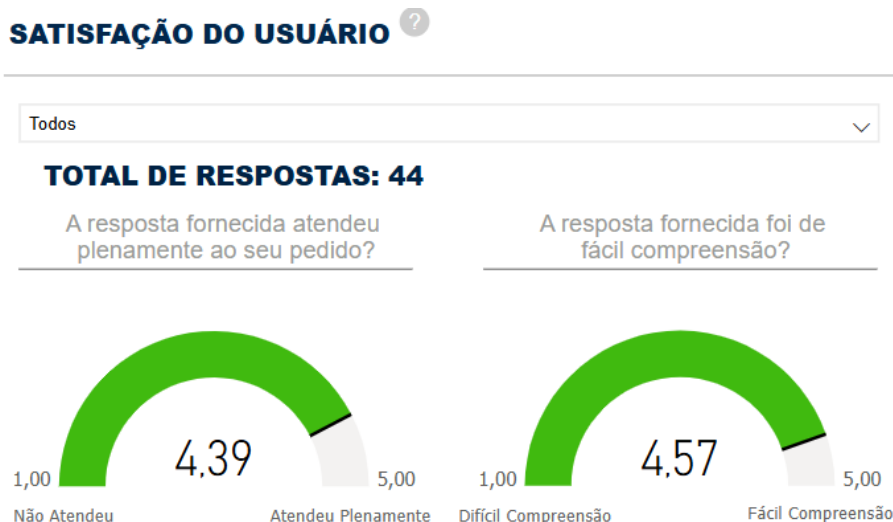 SATISFAÇÃO DO USUÁRIO ?
Todos
TOTAL DE RESPOSTAS: 44
A resposta fornecida atendeu
plenamente ao seu pedido?
4,39
1,00
5,00
Não Atendeu
Atendeu Plenamente
A resposta fornecida foi de
fácil compreensão?
4,57
1,00
5,00
Difícil Compreensão
Fácil Compreensão